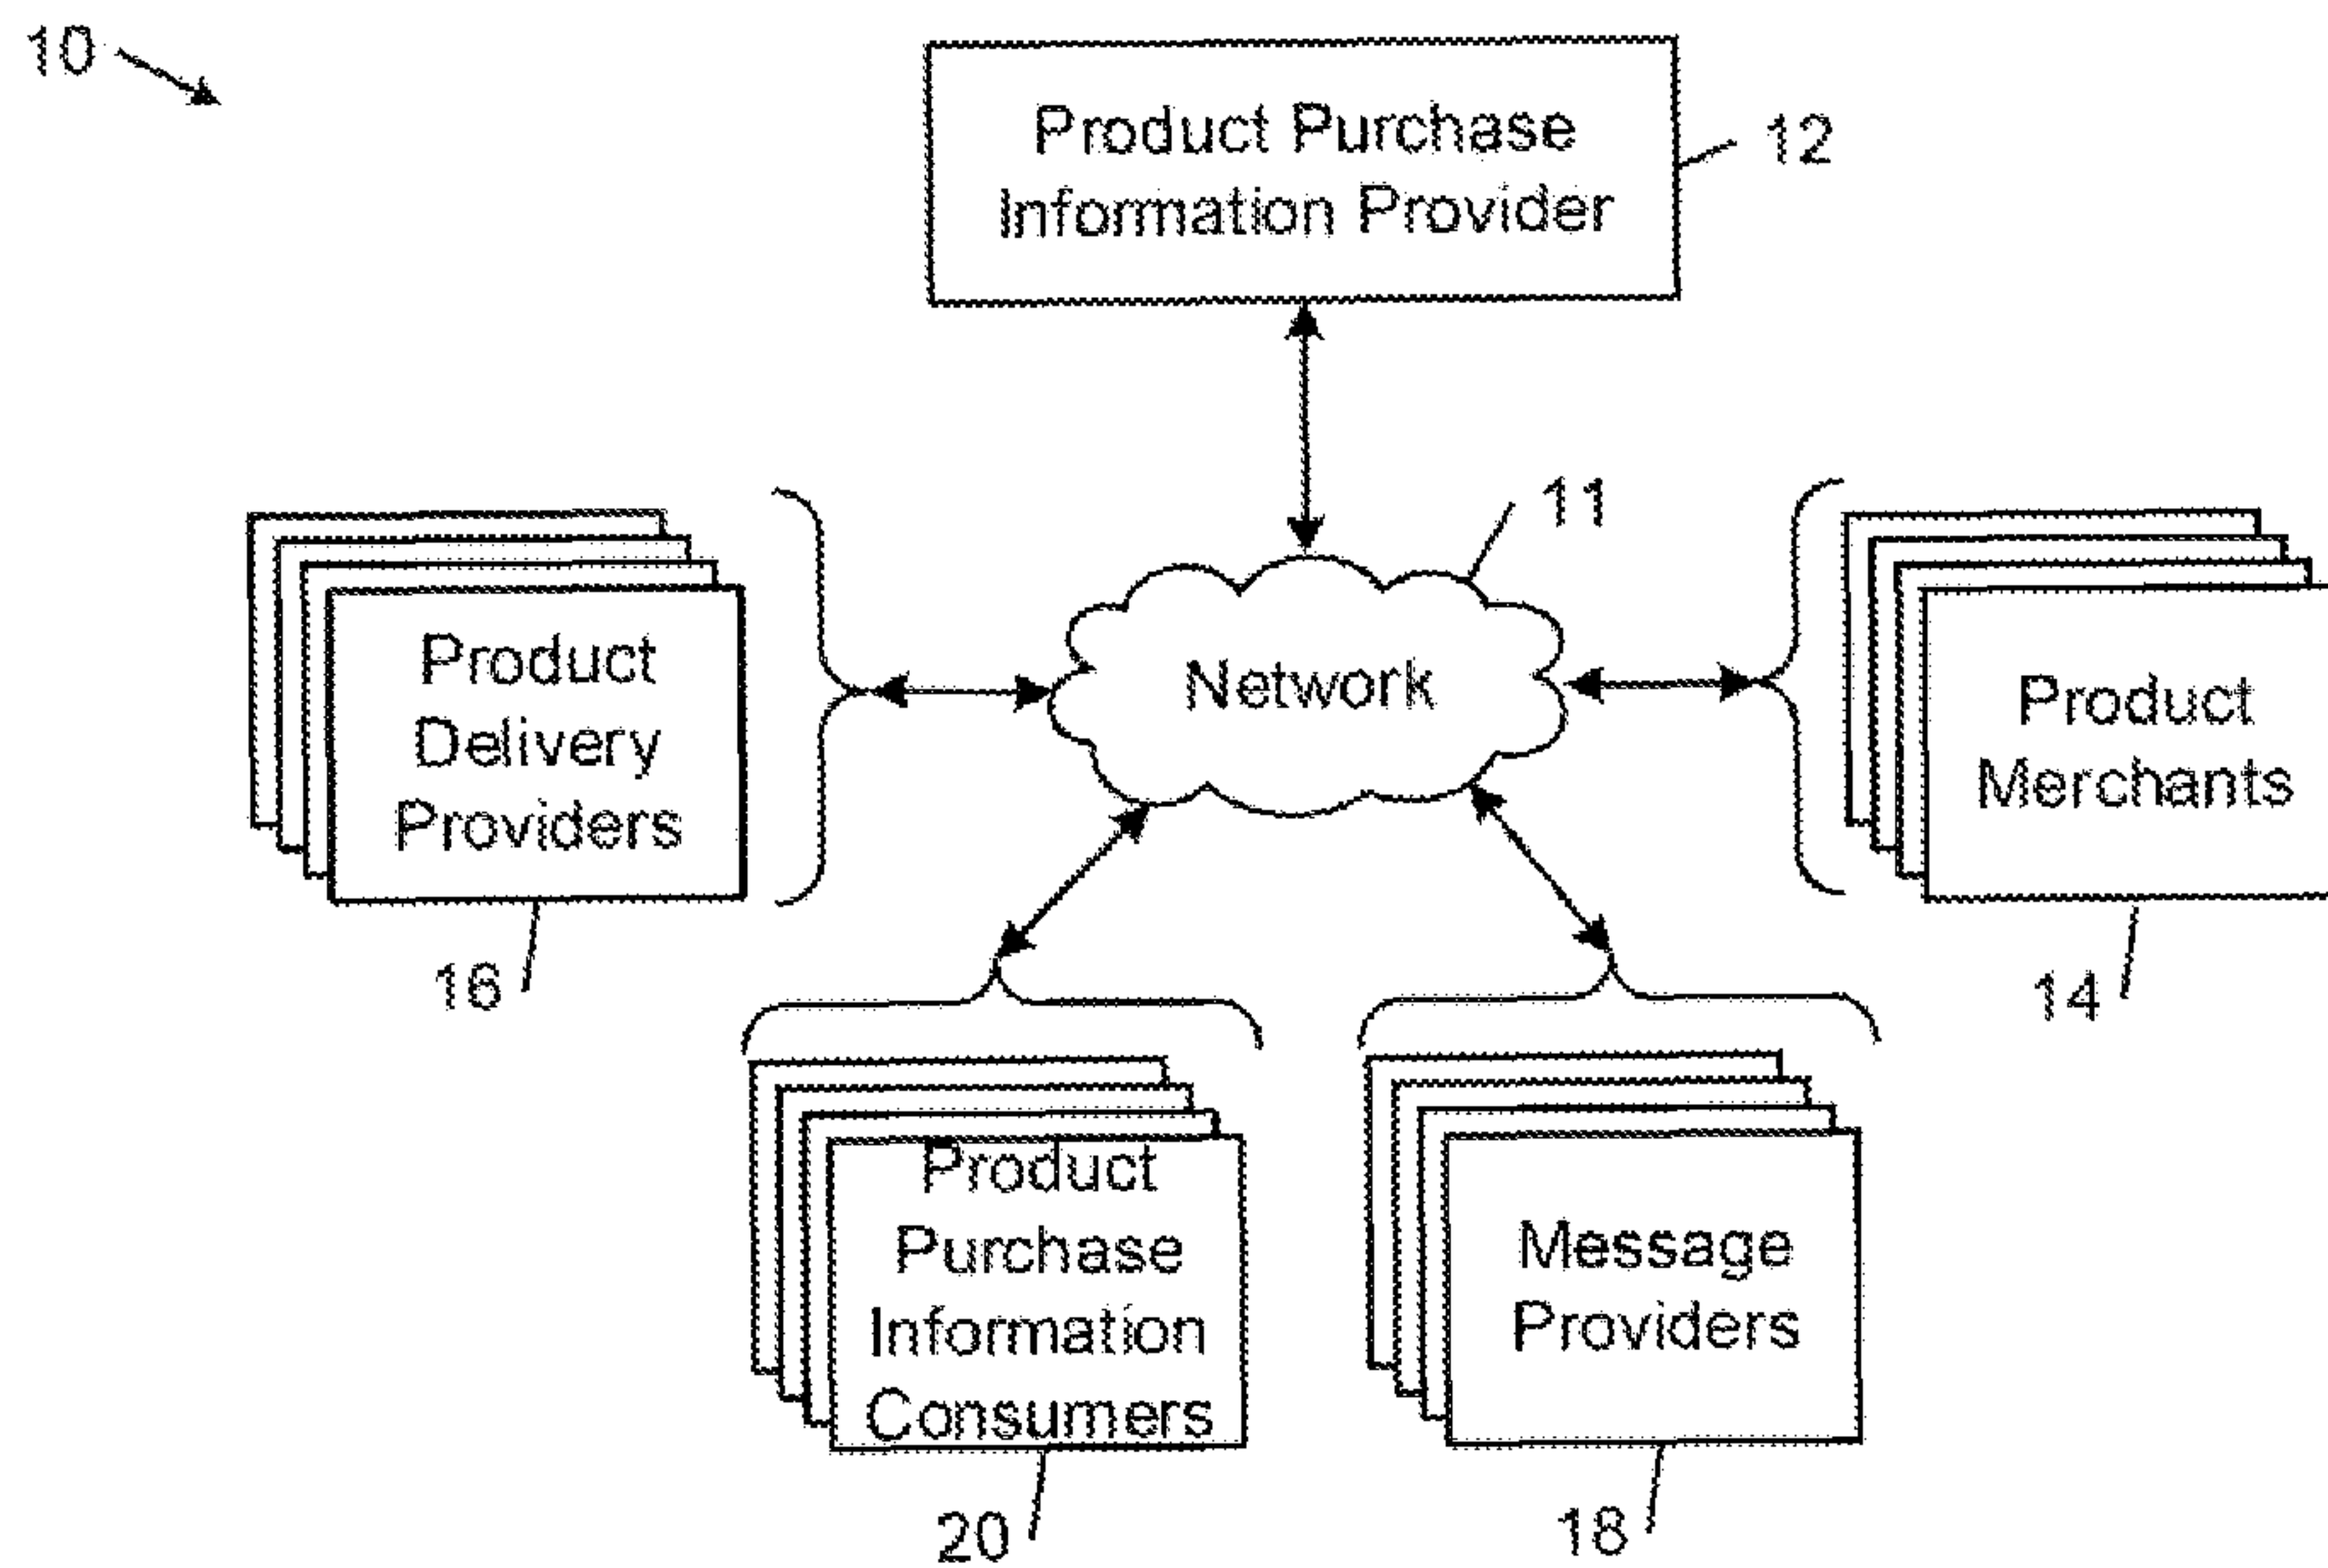 10
Product Purchase
Information Provider
12
11
Network
Product
Delivery
Providers
16
Product
Merchants
14
Product
Purchase
Information
Consumers
20
Message
Providers
18